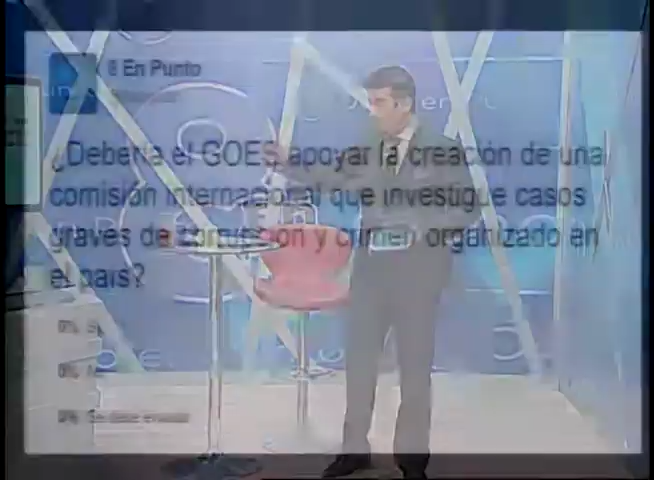 8 En Punto
¿Debería el GOES apoyar la creación de una
comisión internacional que investigue casos
graves de corrupción y crimen organizado en
el país?
0%
0%
0%